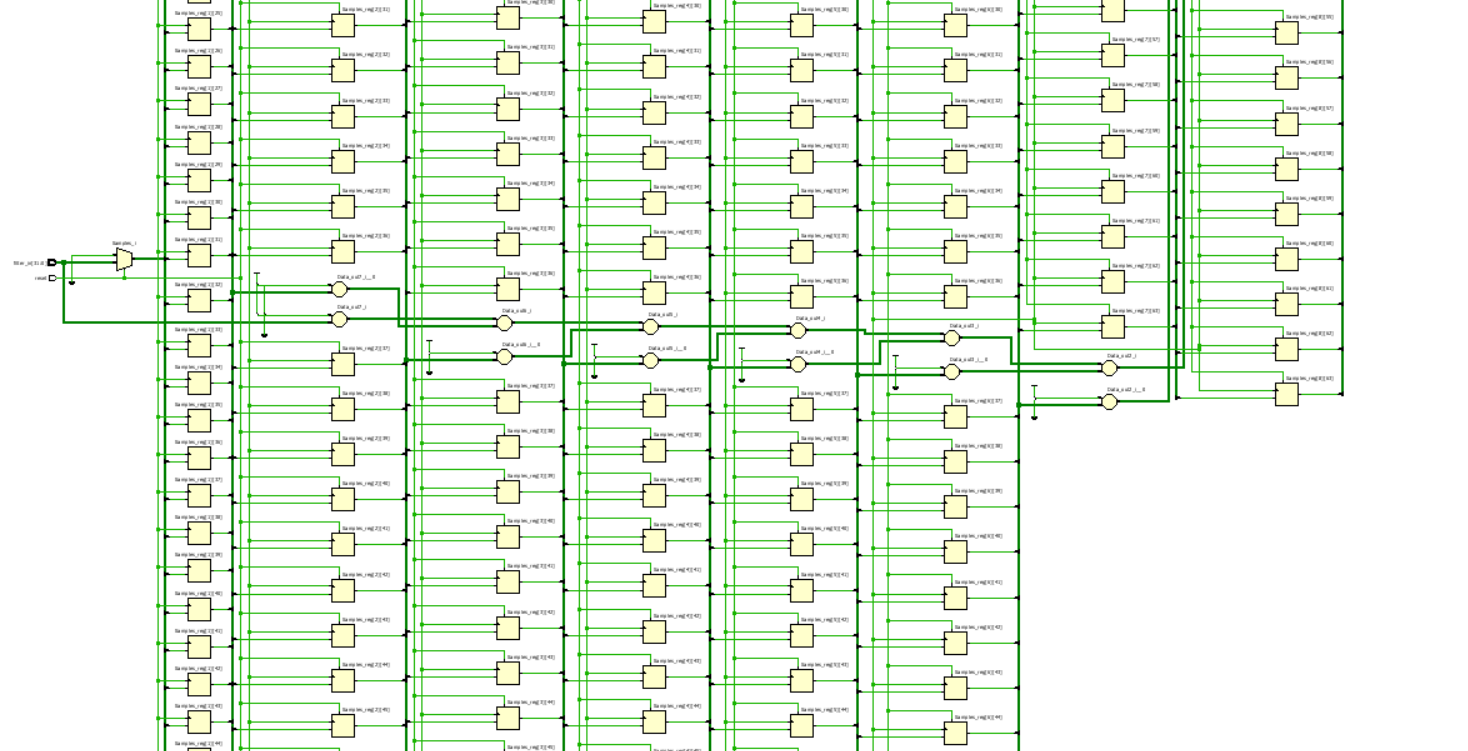 Samples_reg[1][26]
Samples_reg[1][27]
Samples_reg[1][28]
Samples_reg[1][29]
Samples_reg[1][30]
Samples_reg[1][31]
Samples_i
reset
Samples_reg[1][32]
Samples_reg[1][33]
Samples_reg[1][34]
Samples_reg[1][35]
Samples_reg[1][36]
Samples_reg[1][37]
Samples_reg[1][38]
Samples_reg[1][39]
Samples_reg[1][40]
Samples_reg[1][41]
Samples_reg[1][42]
Samples_reg[1][43]
Samples_reg[1][44]
Samples_reg[2][31]
Samples_reg[2][32]
Samples_reg[2][33]
Samples_reg[2][34]
Samples_reg[2][35]
Samples_reg[2][36]
Data_out7_i__0
Data_out7_i
Samples_reg[2][37]
Samples_reg[2][38]
Samples_reg[2][39]
Samples_reg[2][40]
Samples_reg[2][41]
Samples_reg[2][42]
Samples_reg[2][43]
Samples_reg[2][44]
Samples_reg[2][45]
Samples_reg[3][31]
Samples_reg[3][32]
Samples_reg[3][33]
Samples_reg[3][34]
Samples_reg[3][35]
Samples_reg[3][36]
Data_out6_i
Data_out6_i__0
Samples_reg[3][37]
Samples_reg[3][38]
Samples_reg[3][39]
Samples_reg[3][40]
Samples_reg[3][41]
Samples_reg[3][42]
Samples_reg[3][43]
Samples_reg[3][44]
Samples_reg[4][30]
Samples_reg[4][31]
Samples_reg[4][32]
Samples_reg[4][33]
Samples_reg[4][34]
Samples_reg[4][35]
Samples_reg[4][36]
Data_out5_i
Data_out5_i__0
Samples_reg[4][37]
Samples_reg[4][38]
Samples_reg[4][39]
Samples_reg[4][40]
Samples_reg[4][41]
Samples_reg[4][42]
Samples_reg[4][43]
Samples_reg[4][44]
Samples_reg[5][30]
Samples_reg[5][31]
Samples_reg[5][32]
Samples_reg[5][33]
Samples_reg[5][34]
Samples_reg[5][35]
Samples_reg[5][36]
Data_out4_i
Data_out4_i__0
Samples_reg[5][37]
Samples_reg[5][38]
Samples_reg[5][39]
Samples_reg[5][40]
Samples_reg[5][41]
Samples_reg[5][42]
Samples_reg[5][43]
Samples_reg[5][44]
Samples_reg[6][30]
Samples_reg[6][31]
Samples_reg[6][32]
Samples_reg[6][33]
Samples_reg[6][34]
Samples_reg[6][35]
Samples_reg[6][36]
Data_out3_i
Data_out3_i__0
Samples_reg[6][37]
Samples_reg[6][38]
Samples_reg[6][39]
Samples_reg[6][40]
Samples_reg[6][41]
Samples_reg[6][42]
Samples_reg[6][43]
Samples_reg[6][44]
Samples_reg[7][57]
Samples_reg[7][58]
Samples_reg[7][59]
Samples_reg[7][60]
Samples_reg[7][61]
Samples_reg[7][62]
Samples_reg[7][63]
Data_out2_i
Data_out2_i__0
Samples_reg[8][55]
Samples_reg[8][56]
Samples_reg[8][57]
Samples_reg[8][58]
Samples_reg[8][59]
Samples_reg[8][60]
Samples_reg[8][61]
Samples_reg[8][62]
Samples_reg[8][63]